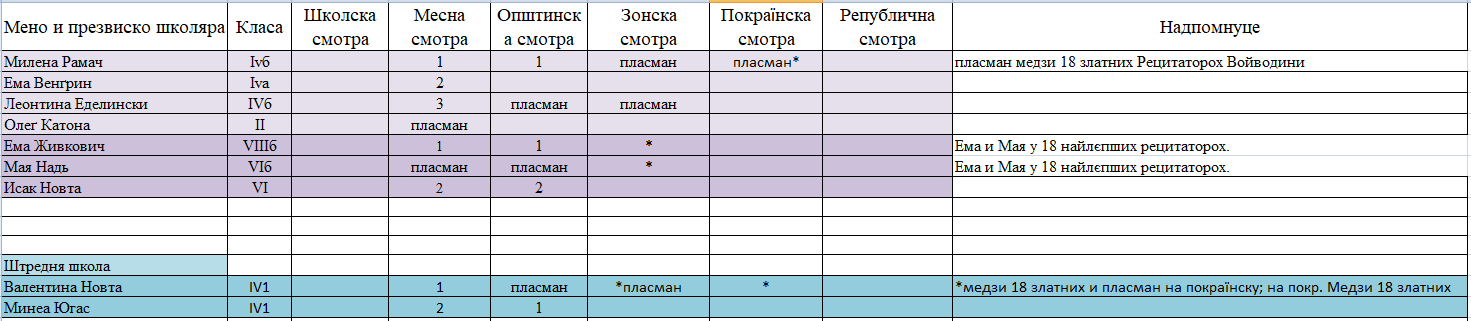 Мено и презвиско школяра Класа Школска смотра Месна смотра Општинска смотра Зонска смотра Покраїнска смотра Републична смотра Надпомнуце
Милена Рамач Ivб 1 1 пласман пласман* пласман медзи 18 златних Рецитаторох Войводини
Ема Венґрин Iva 2
Леонтина Еделински IVб 3 пласман пласман
Олеґ Катона II пласман
Ема Живкович VIIIб 1 1 * Ема и Мая у 18 найлєпших рецитаторох.
Мая Надь VIб пласман пласман * Ема и Мая у 18 найлєпших рецитаторох.
Исак Новта VI 2 2
Штредня школа
Валентина Новта IV1 1 пласман *пласман * *медзи 18 златних и пласман на покраїнску; на покр. Медзи 18 златних
Минеа Югас IV1 2 1